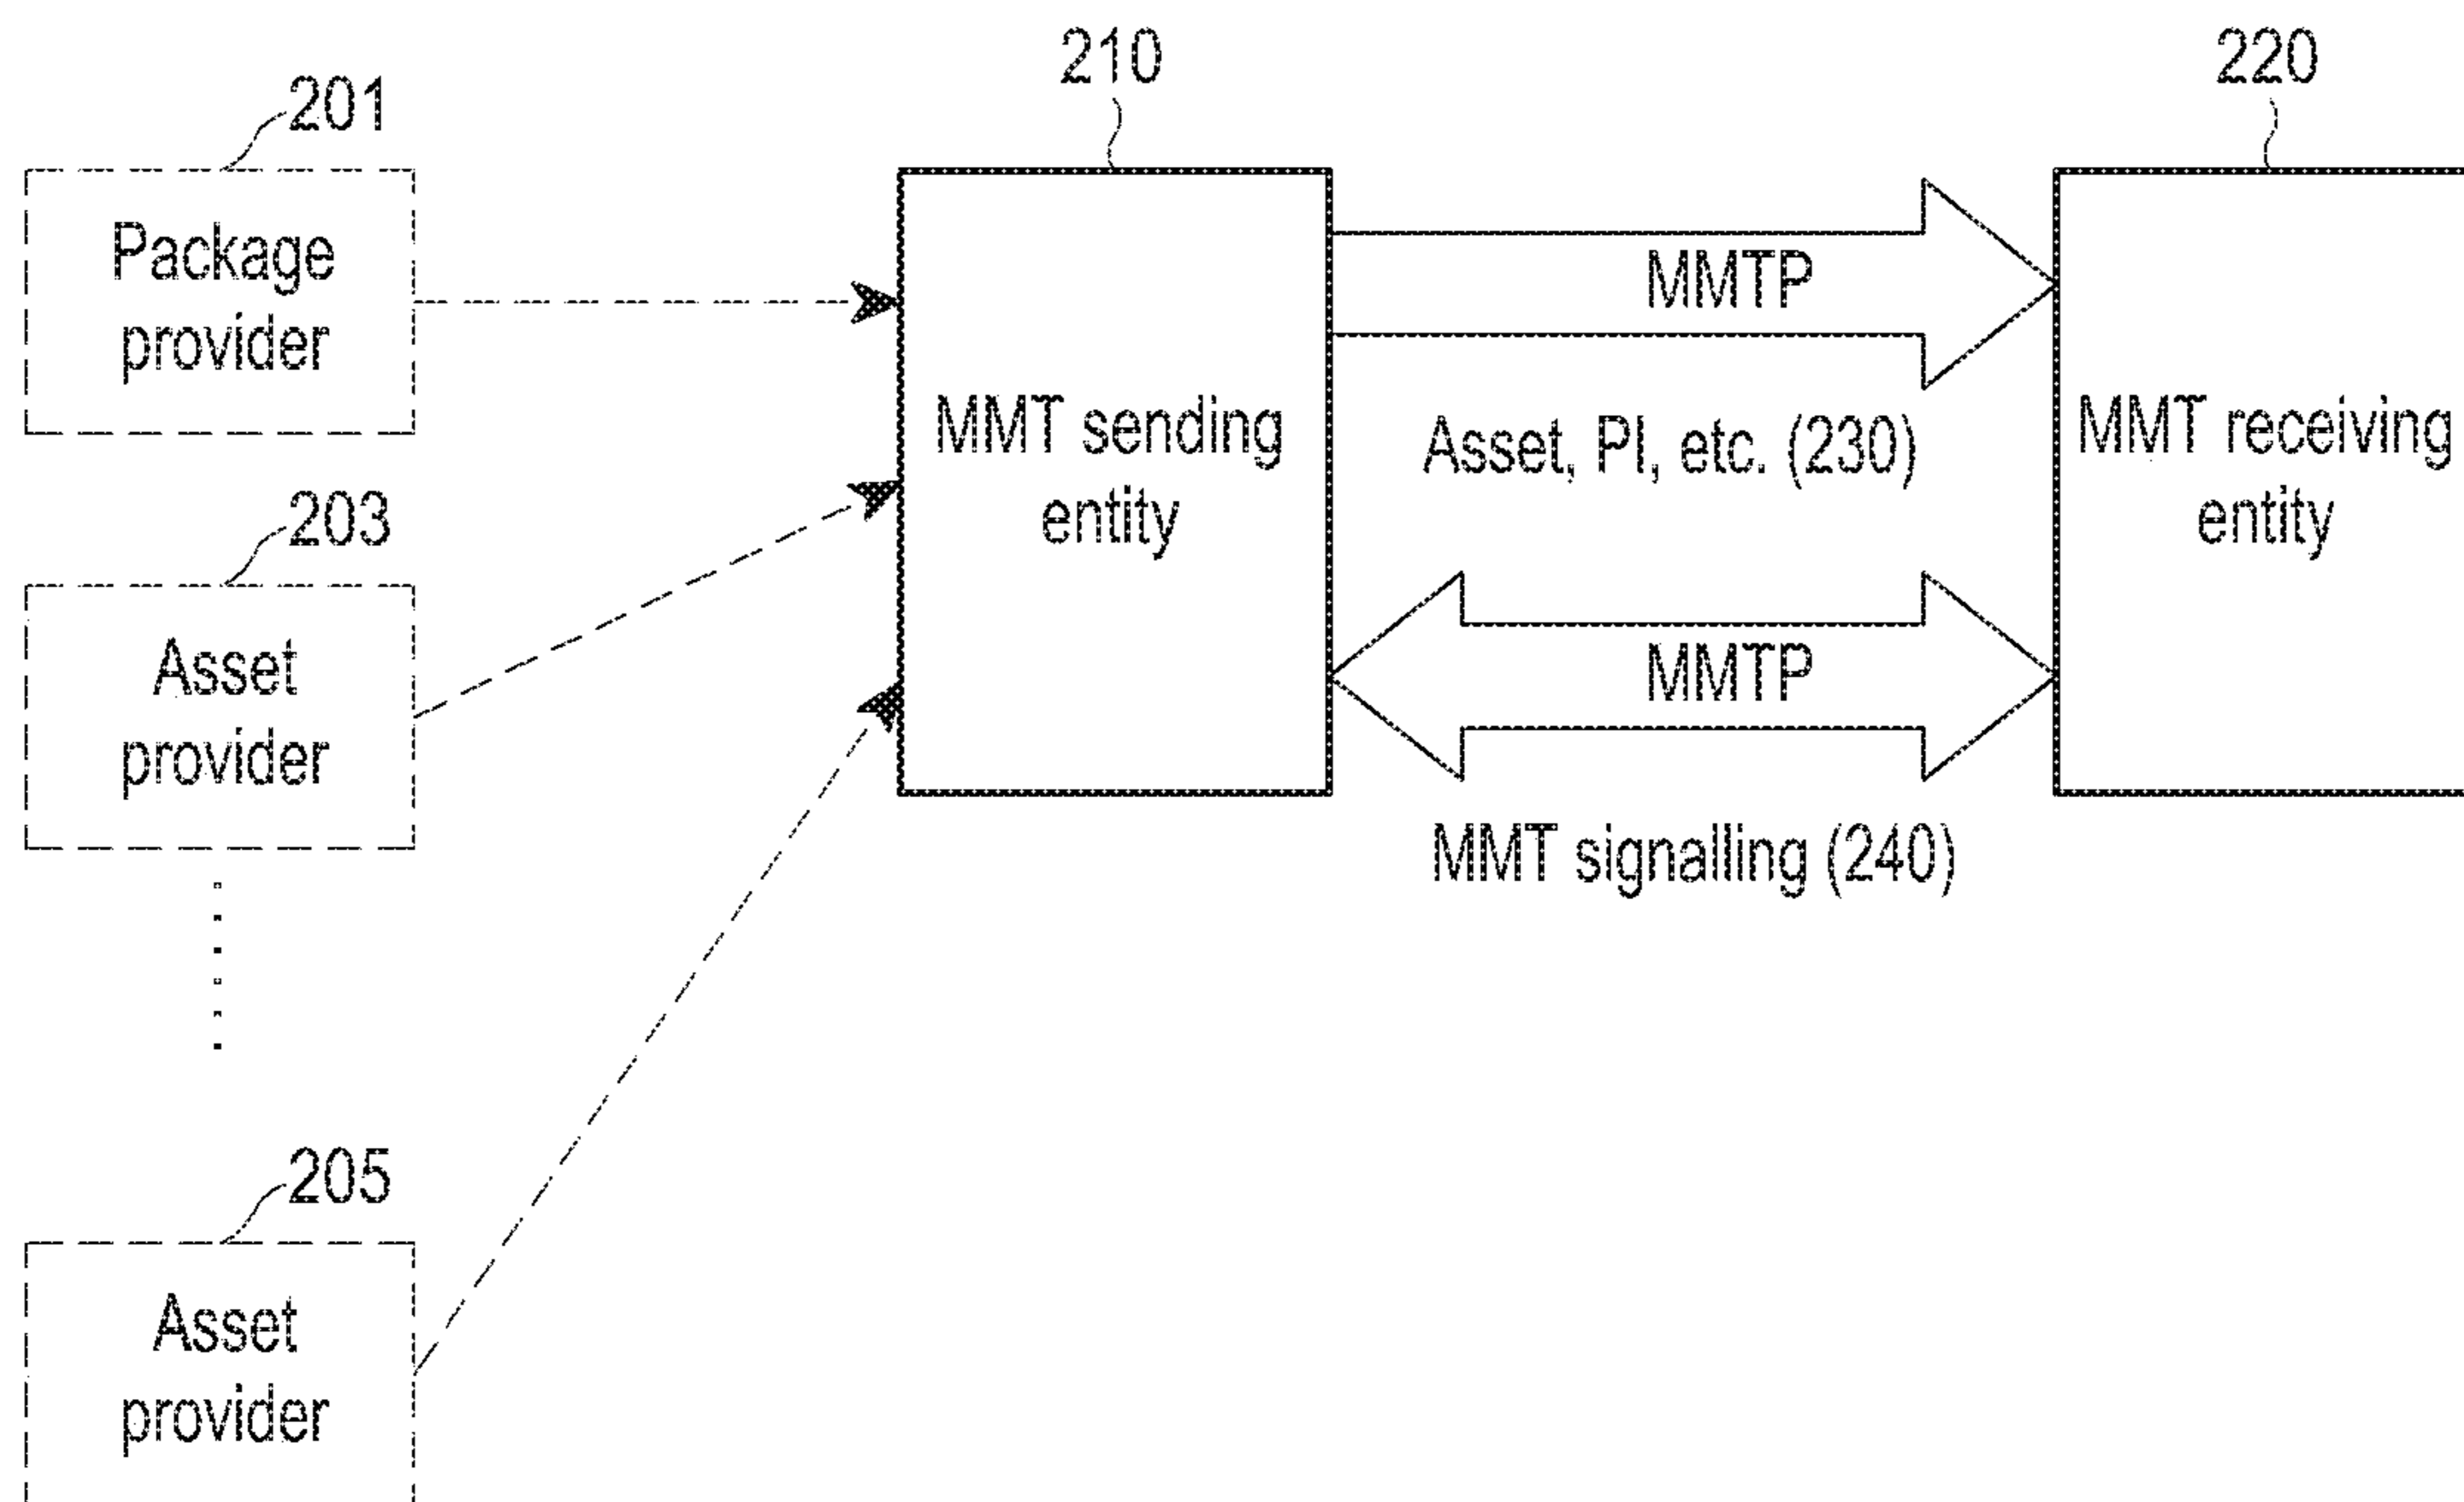 201
Package
provider
203
Asset
provider
205
Asset
provider
210
MMT sending
entity
MMTP
Asset, PI, etc. (230)
MMTP
MMT signalling (240)
220
MMT receiving
entity